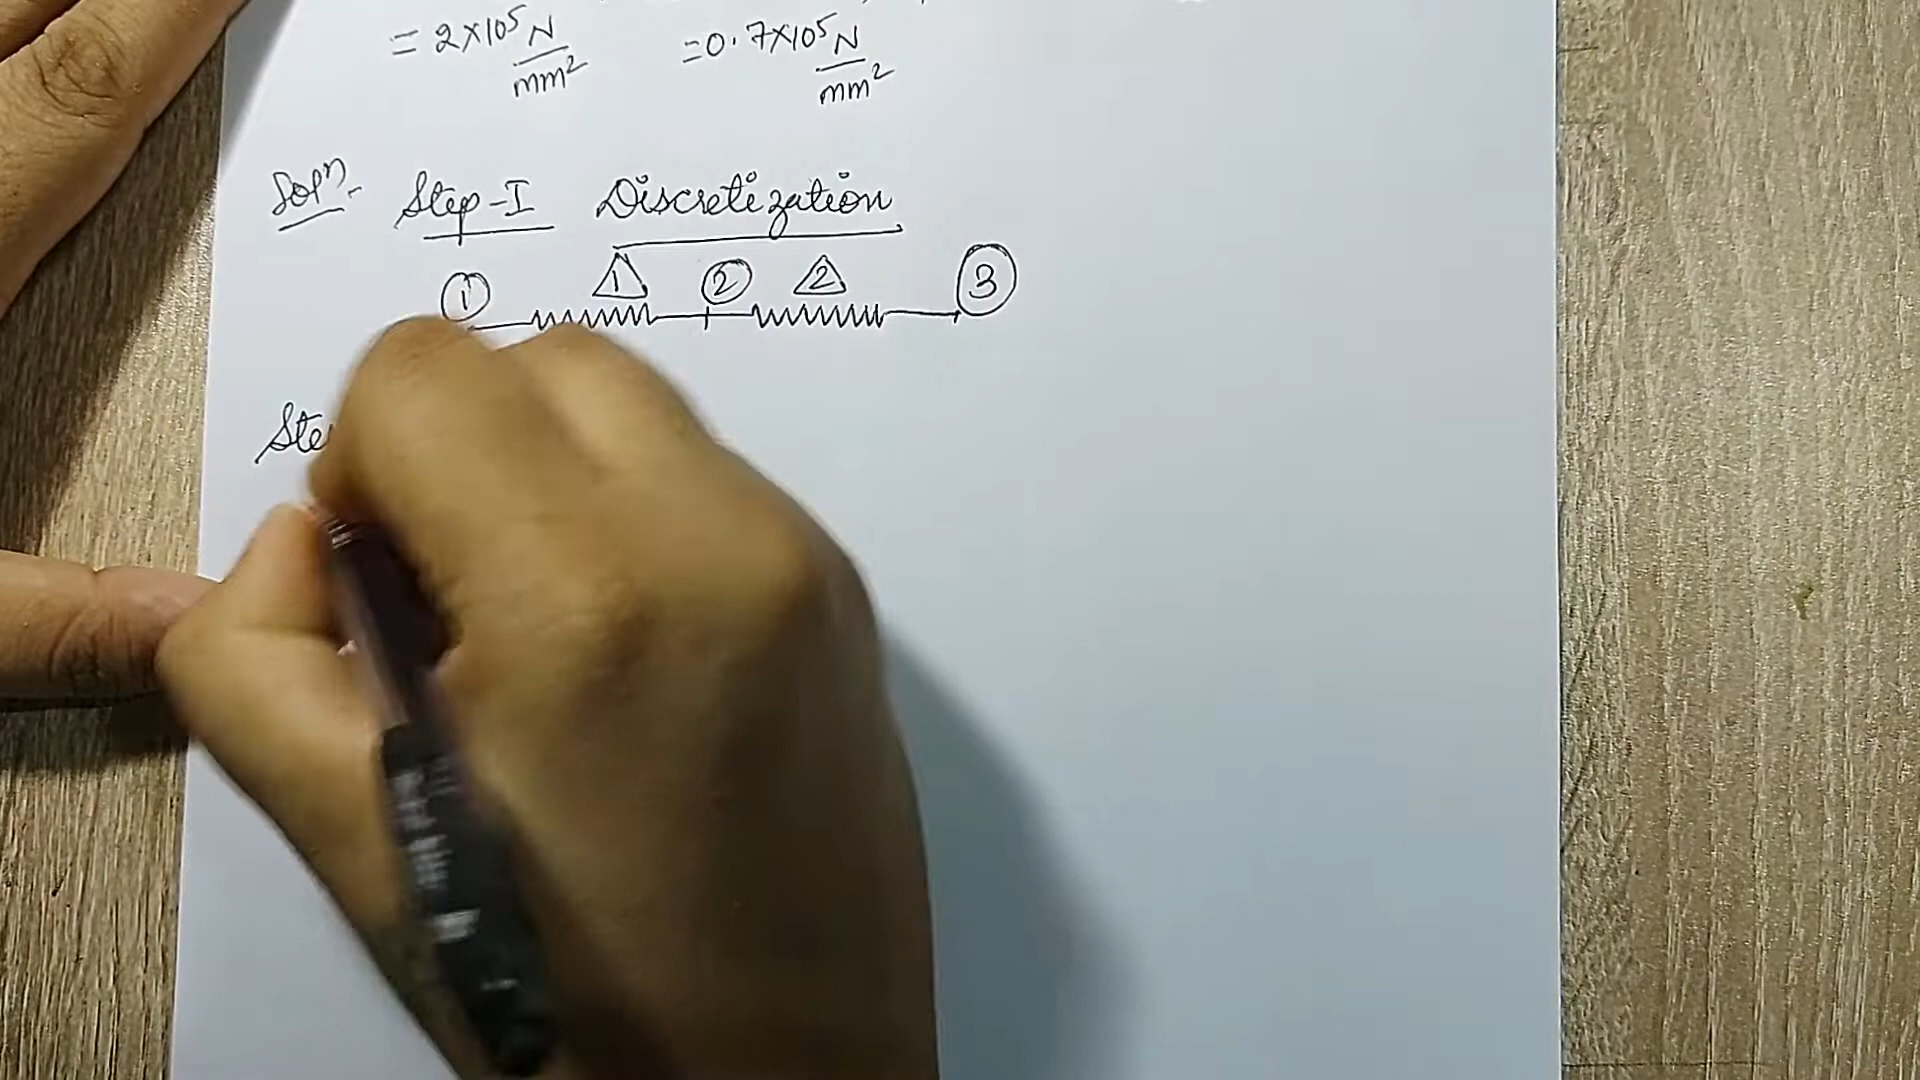 = 2×10⁵ N/mm² =0.7×10⁵ N/mm²
Solⁿ- Step-I Discretization
1 1 2 2 3